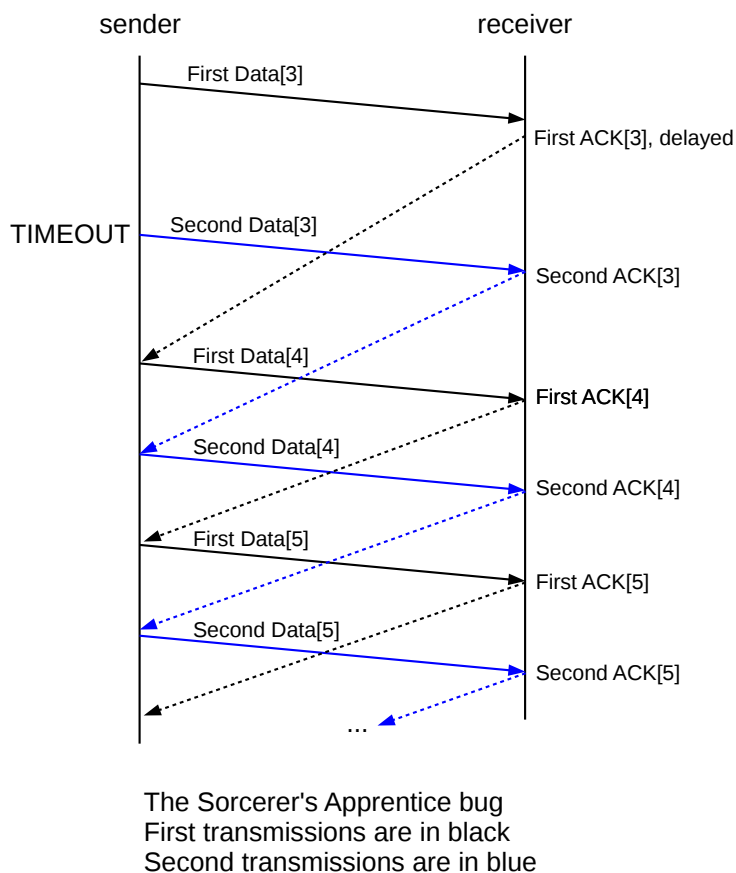 sender
receiver
First Data[3]
First ACK[3], delayed
Second Data[3]
TIMEOUT
Second ACK[3]
First Data[4]
First ACK[4]
Second Data[4]
Second ACK[4]
First Data[5]
First ACK[5]
Second Data[5]
Second ACK[5]
...
The Sorcerer's Apprentice bug
First transmissions are in black
Second transmissions are in blue